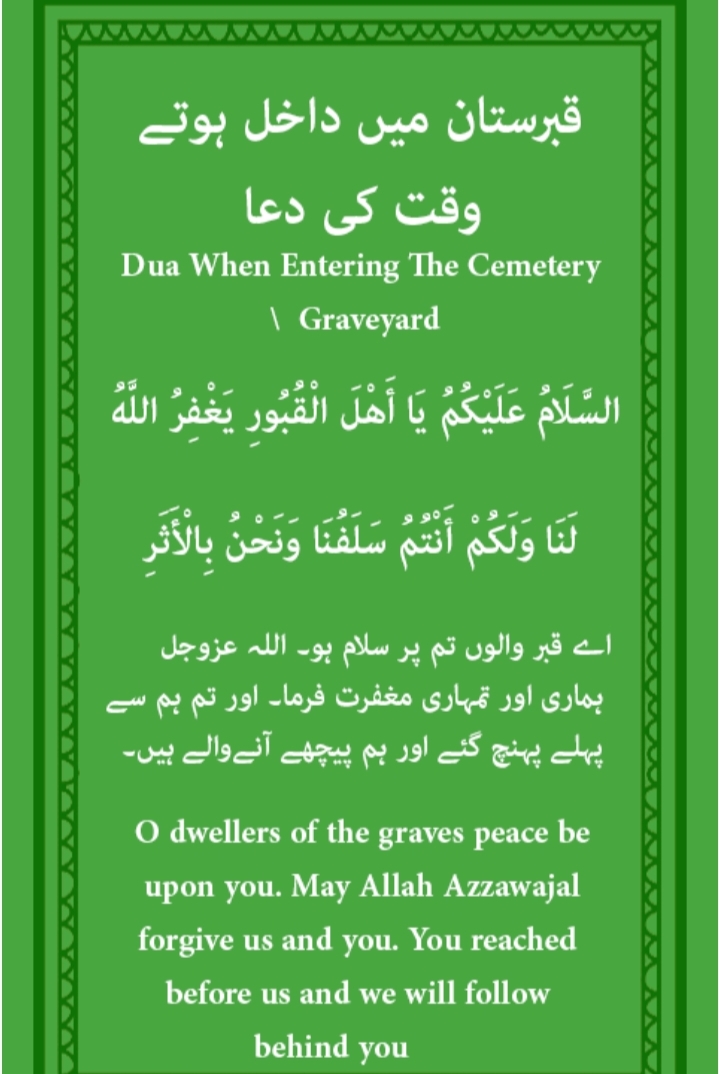 قبرستان میں داخل ہوتے
وقت کی دعا
Dua When Entering The Cemetery
\ Graveyard
السَّلَامُ عَلَيْكُمُ يَا أَهْلَ الْقُبُورِ يَغْفِرُ اللَّهُ
لَنَا وَلَكُمْ أَنْتُمُ سَلَفُنَا وَنَحْنُ بِالْأَثَرِ
اے قبر والوں تم پر سلام ہو۔ اللہ عزوجل
ہماری اور تمہاری مغفرت فرما۔ اور تم ہم سے
پہلے پہنچ گئے اور ہم پیچھے آنےوالے ہیں۔
O dwellers of the graves peace be
upon you. May Allah Azzawajal
forgive us and you. You reached
before us and we will follow
behind you